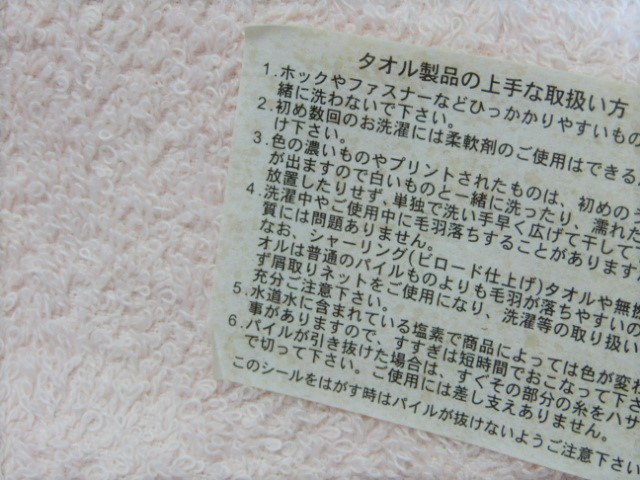 タオル製品の上手な取扱い方
1.ホックやファスナーなどひっかかりやすいもの
緒に洗わないで下さい。
2.初め数回のお洗濯には柔軟剤のご使用はできるだ
け下さい。
3.色の濃いものやプリントされたものは、初めのう
が出ますので白いものと一緒に洗ったり、濡れた
放置したりせず、単独で洗い手早く広げて干して
4.洗濯中やご使用中に毛羽落ちすることがあります
質には問題ありません。
なお、シャーリング(ビロード仕上げ)タオルや無撚
オルは普通のパイルものよりも毛羽が落ちやすいの
ず屑取りネットをご使用になり、洗濯等の取り扱い
充分ご注意下さい。
5.水道水に含まれている塩素で商品によっては色が変
事がありますので、すすぎは短時間でおこなって下さ
6.パイルが引き抜けた場合は、すぐその部分の糸をハサ
で切って下さい。ご使用には差し支えありません。
このシールをはがす時はパイルが抜けないようご注意下さい